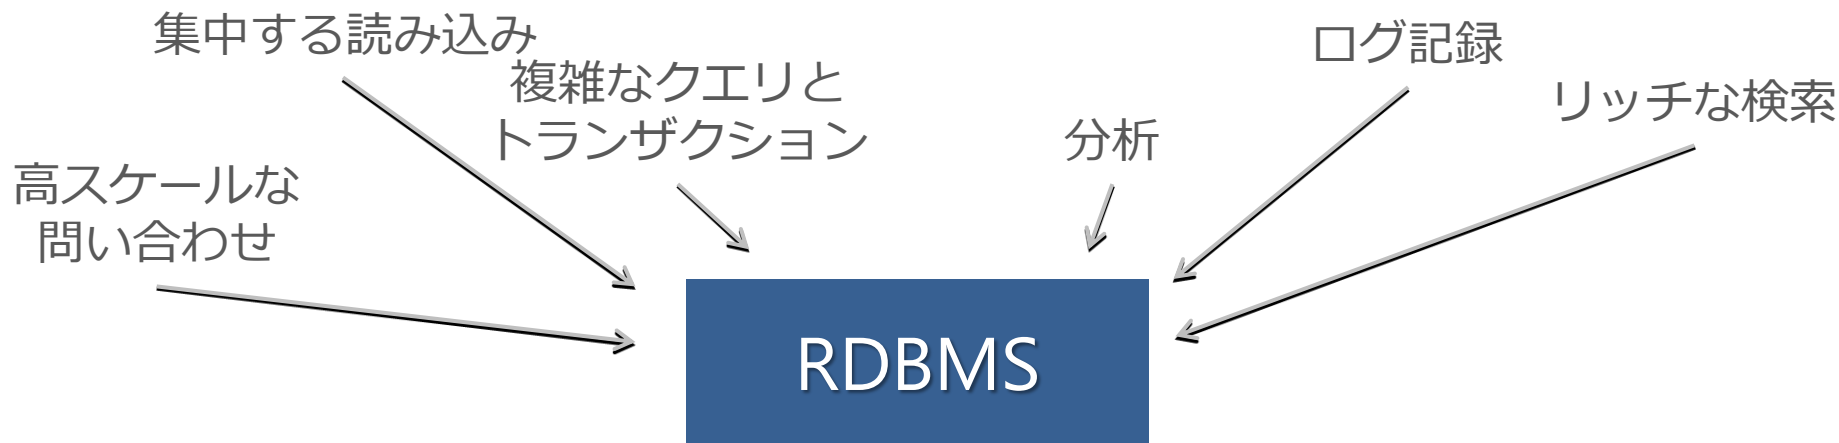 集中する読み込み
複雑なクエリと
トランザクション
高スケールな
問い合わせ
分析
ログ記録
リッチな検索
RDBMS